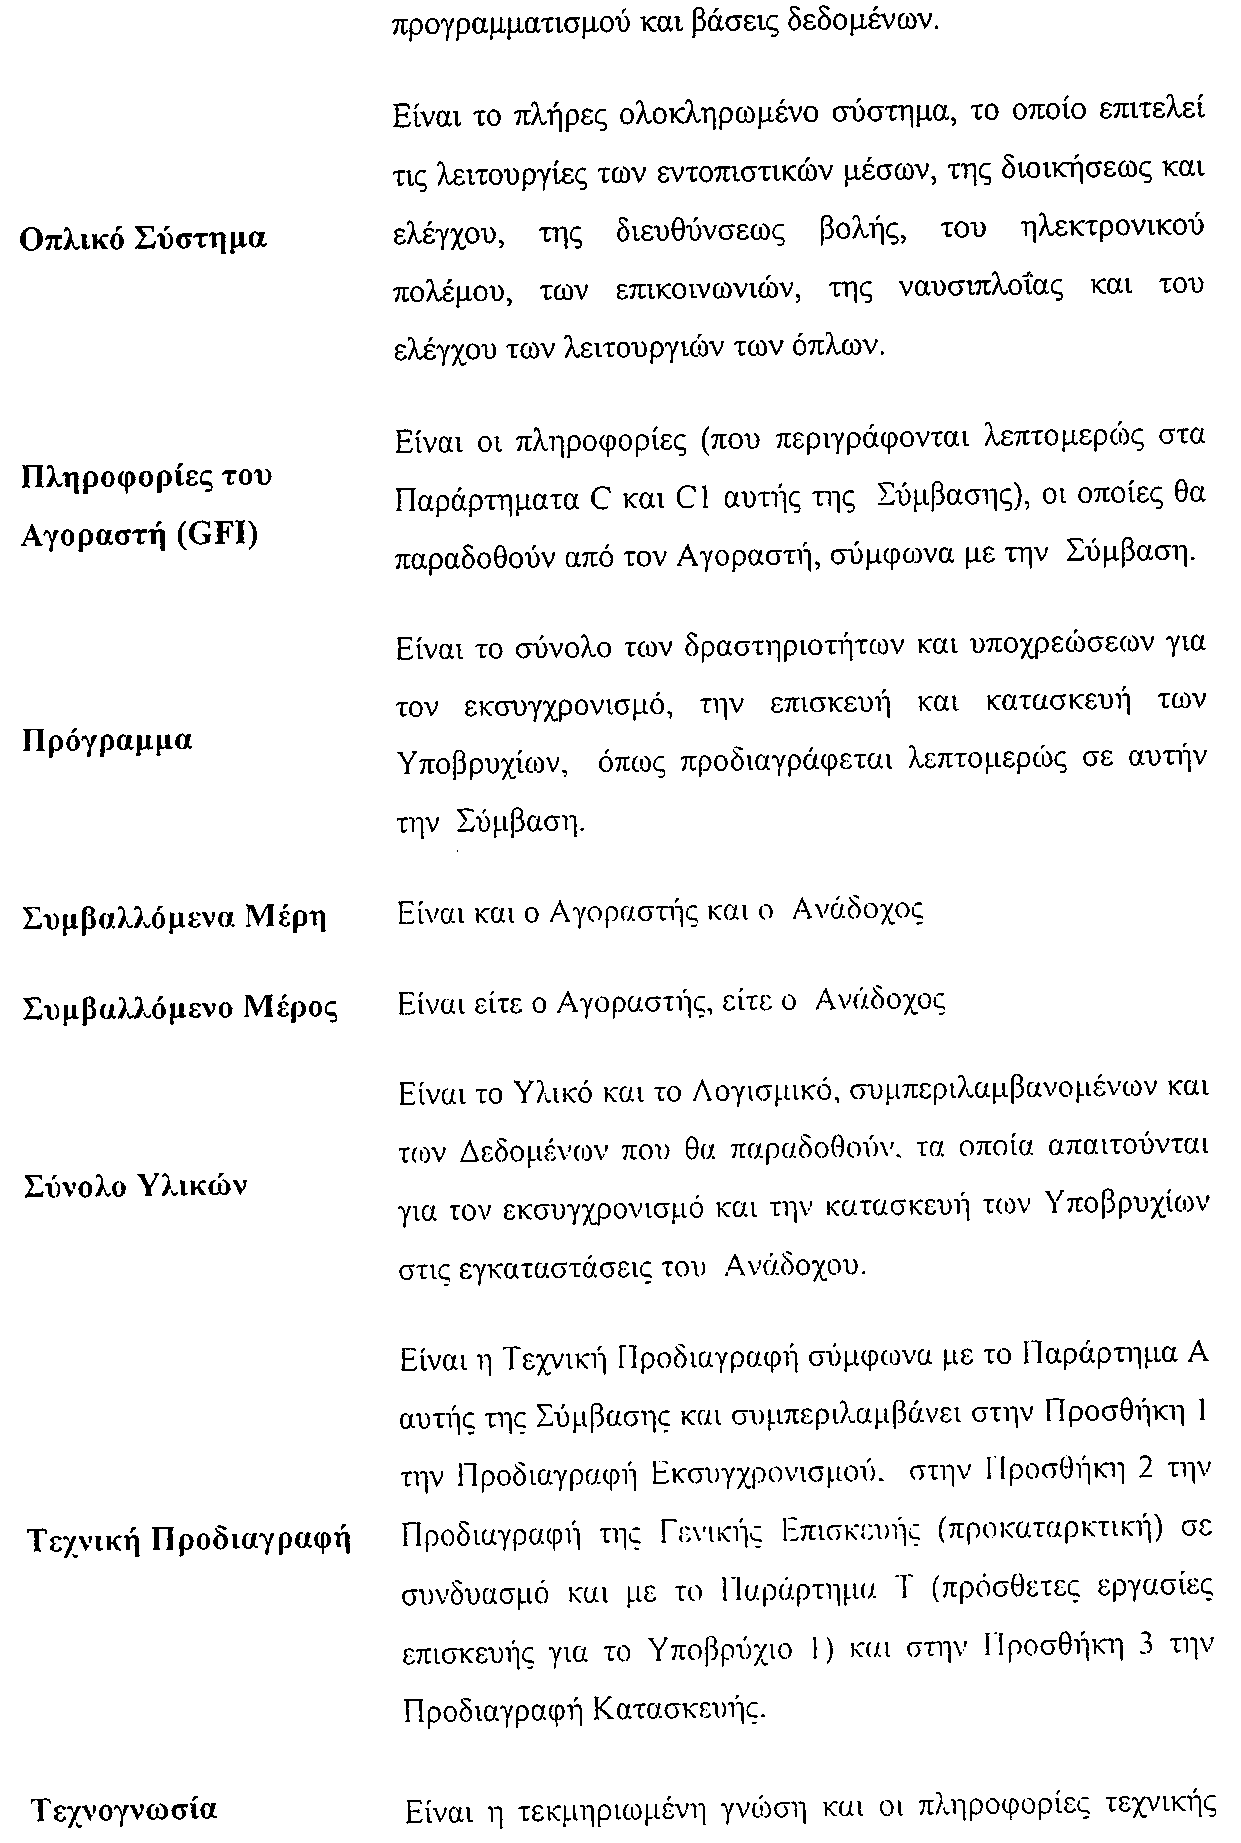 προγραμματισμού και βάσεις δεδομένων.
Οπλικό Σύστημα
Είναι το πλήρες ολοκληρωμένο σύστημα, το οποίο επιτελεί
τις λειτουργίες των εντοπιστικών μέσων, της διοικήσεως και
ελέγχου, της διευθύνσεως βολής, του ηλεκτρονικού
πολέμου, των επικοινωνιών, της ναυσιπλοΐας και του
ελέγχου των λειτουργιών των όπλων.
Πληροφορίες του
Αγοραστή (GFI)
Είναι οι πληροφορίες (που περιγράφονται λεπτομερώς στα
Παράρτηματα C και C1 αυτής της Σύμβασης), οι οποίες θα
παραδοθούν από τον Αγοραστή, σύμφωνα με την Σύμβαση.
Πρόγραμμα
Είναι το σύνολο των δραστηριοτήτων και υποχρεώσεων για
τον εκσυγχρονισμό, την επισκευή και κατασκευή των
Υποβρυχίων, όπως προδιαγράφεται λεπτομερώς σε αυτήν
την Σύμβαση.
Συμβαλλόμενα Μέρη
Είναι και ο Αγοραστής και ο Ανάδοχος
Συμβαλλόμενο Μέρος
Είναι είτε ο Αγοραστής, είτε ο Ανάδοχος
Σύνολο Υλικών
Είναι το Υλικό και το Λογισμικό, συμπεριλαμβανομένων και
των Δεδομένων που θα παραδοθούν, τα οποία απαιτούνται
για τον εκσυγχρονισμό και την κατασκευή των Υποβρυχίων
στις εγκαταστάσεις του Ανάδοχου.
Τεχνική Προδιαγραφή
Είναι η Τεχνική Προδιαγραφή σύμφωνα με το Παράρτημα Α
αυτής της Σύμβασης και συμπεριλαμβάνει στην Προσθήκη 1
την Προδιαγραφή Εκσυγχρονισμού, στην Προσθήκη 2 την
Προδιαγραφή της Γενικής Επισκευής (προκαταρκτική) σε
συνδυασμό και με το Παράρτημα Τ (πρόσθετες εργασίες
επισκευής για το Υποβρύχιο 1) και στην Προσθήκη 3 την
Προδιαγραφή Κατασκευής.
Τεχνογνωσία
Είναι η τεκμηριωμένη γνώση και οι πληροφορίες τεχνικής